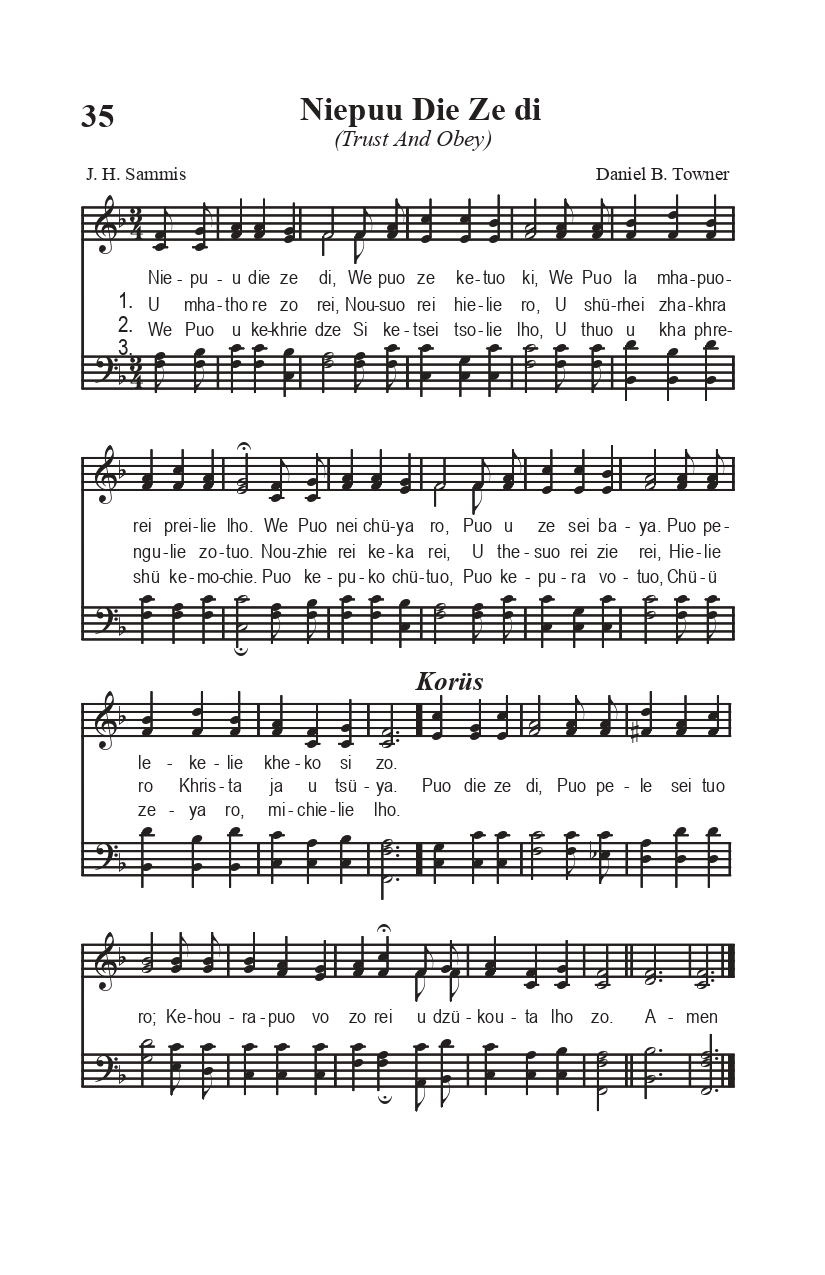 35
Niepuu Die Ze di
(Trust And Obey)
J. H. Sammis
Daniel B. Towner
Nie - pu - u die ze di, We puo ze ke-tuo ki, We Puo la mha-puo-
1. U mha-tho re zo rei, Nou-suo rei hie-lie ro, U shü-rhei zha-khra
2. We Puo u ke-khrie dze Si ke-tsei tso-lie lho, U thuo u kha phre-
3.
rei prei-lie lho. We Puo nei chü-ya ro, Puo u ze sei ba - ya. Puo pe-
ngu-lie zo-tuo. Nou-zhie rei ke-ka rei, U the-suo rei zie rei, Hie-lie
shü ke-mo-chie. Puo ke-pu-ko chü-tuo, Puo ke-pu-ra vo-tuo, Chü-ü
Korüs
le - ke-lie khe-ko si zo.
ro Khris-ta ja u tsü-ya. Puo die ze di, Puo pe-le sei tuo
ze - ya ro, mi-chie-lie lho.
ro; Ke-hou-ra-puo vo zo rei u dzü-kou-ta lho zo. A - men